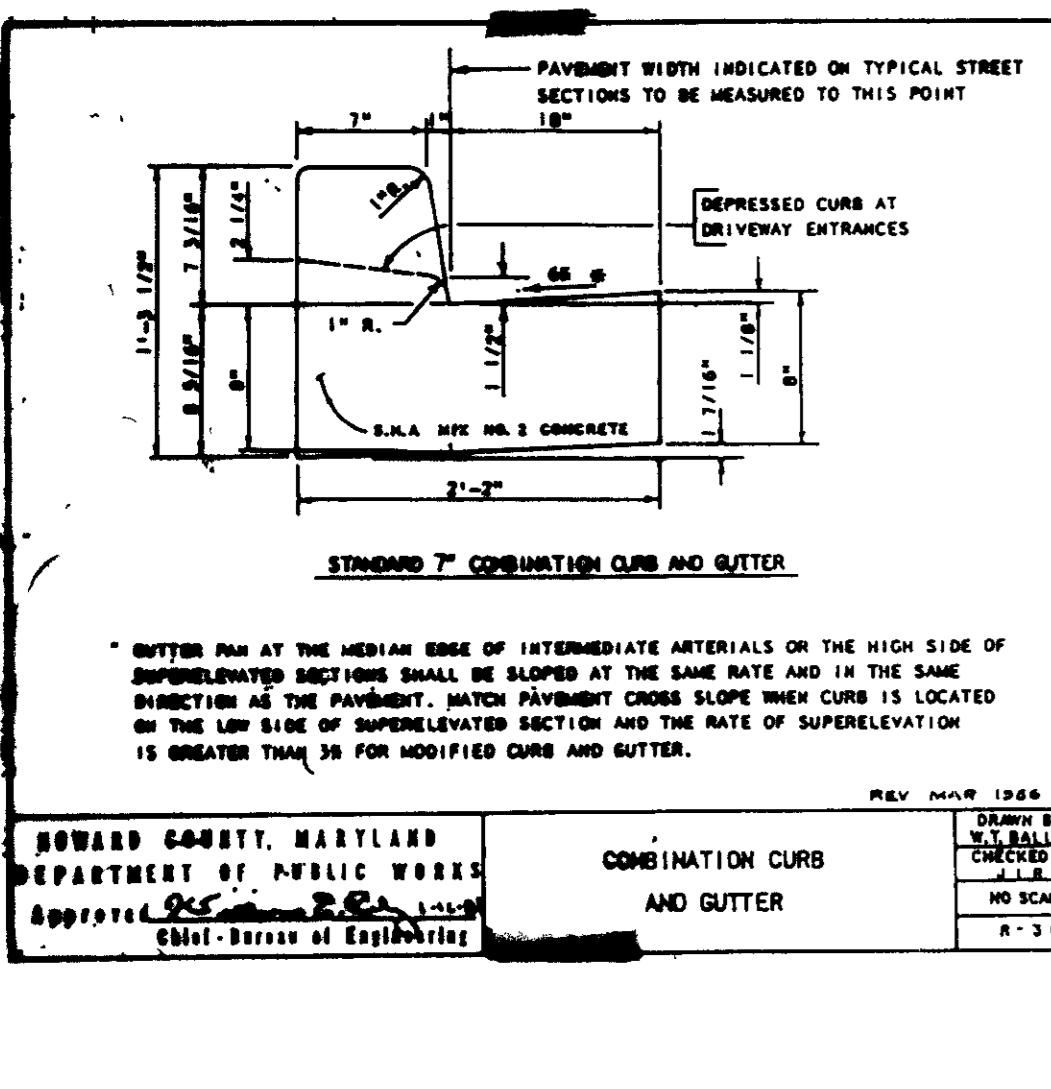 PAVEMENT WIDTH INDICATED ON TYPICAL STREET
SECTIONS TO BE MEASURED TO THIS POINT
7" 1" 18"
1" R.
DEPRESSED CURB AT
DRIVEWAY ENTRANCES
1'-3 1/2"
7 3/16"
2 1/4"
8 5/16"
8"
1" R.
1 1/2"
1 7/16"
1 1/8"
8"
S.H.A MIX NO. 2 CONCRETE
2'-2"
STANDARD 7" COMBINATION CURB AND GUTTER
* GUTTER PAN AT THE MEDIAN EDGE OF INTERMEDIATE ARTERIALS OR THE HIGH SIDE OF
SUPERELEVATED SECTIONS SHALL BE SLOPED AT THE SAME RATE AND IN THE SAME
DIRECTION AS THE PAVEMENT. MATCH PAVEMENT CROSS SLOPE WHEN CURB IS LOCATED
ON THE LOW SIDE OF SUPERELEVATED SECTION AND THE RATE OF SUPERELEVATION
IS GREATER THAN FOR MODIFIED CURB AND GUTTER.
REV MAR
HOWARD COUNTY, MARYLAND
DEPARTMENT OF PUBLIC WORKS
Approved
Chief - Bureau of Engineering
COMBINATION CURB
AND GUTTER
DRAWN
W.T. BALL
CHECKED
J.L.R.
NO SCA
R - 3